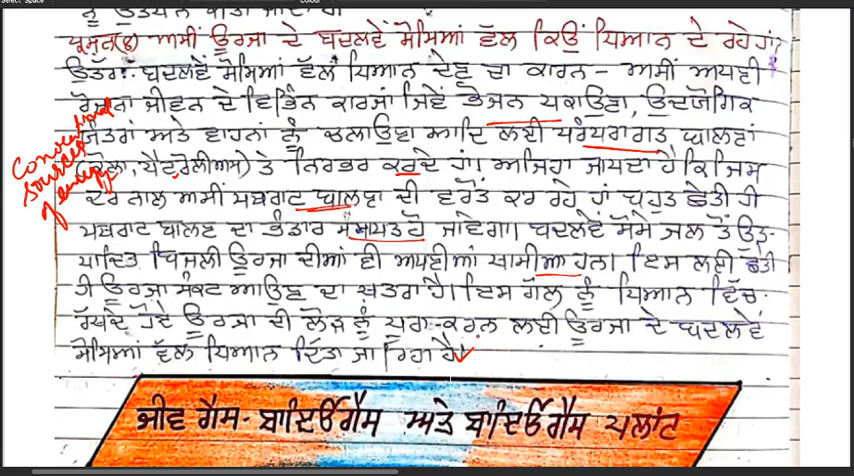 ਨੂੰ ਉਤਪੰਨ ਕੀਤਾ ਜਾਂਦਾ ਹੈ।
ਪ੍ਰਸ਼ਨ(8) ਅਸੀਂ ਊਰਜਾ ਦੇ ਬਦਲਵੇਂ ਸੋਮਿਆਂ ਵੱਲ ਕਿਉਂ ਧਿਆਨ ਦੇ ਰਹੇ ਹਾਂ?
ਉੱਤਰ:- ਬਦਲਵੇਂ ਸੋਮਿਆਂ ਵੱਲ ਧਿਆਨ ਦੇਣ ਦਾ ਕਾਰਨ - ਅਸੀਂ ਆਪਣੀ
ਰੋਜ਼ਾਨਾ ਜੀਵਨ ਦੇ ਵਿਭਿੰਨ ਕਾਰਜਾਂ ਜਿਵੇਂ ਭੋਜਨ ਪਕਾਉਣਾ, ਉਦਯੋਗਿਕ
ਜੰਤਰਾਂ ਅਤੇ ਵਾਹਨਾਂ ਨੂੰ ਚਲਾਉਣਾ ਆਦਿ ਲਈ ਪਰੰਪਰਾਗਤ ਬਾਲਣਾਂ
(ਕੋਲਾ, ਪੈਟ੍ਰੋਲੀਅਮ) ਤੇ ਨਿਰਭਰ ਕਰਦੇ ਹਾਂ। ਅਜਿਹਾ ਜਾਪਦਾ ਹੈ ਕਿ ਜਿਸ
ਦਰ ਨਾਲ ਅਸੀਂ ਪਥਰਾਟ ਬਾਲਣਾਂ ਦੀ ਵਰਤੋਂ ਕਰ ਰਹੇ ਹਾਂ ਬਹੁਤ ਛੇਤੀ ਹੀ
ਪਥਰਾਟ ਬਾਲਣ ਦਾ ਭੰਡਾਰ ਸਮਾਪਤ ਹੋ ਜਾਵੇਗਾ। ਬਦਲਵੇਂ ਸੋਮੇ ਜਲ ਤੋਂ ਉਤ-
ਪਾਦਿਤ ਬਿਜਲੀ ਊਰਜਾ ਦੀਆਂ ਵੀ ਆਪਣੀਆਂ ਖਾਮੀਆਂ ਹਨ। ਇਸ ਲਈ ਛੇਤੀ
ਹੀ ਊਰਜਾ ਸੰਕਟ ਆਉਣ ਦਾ ਖ਼ਤਰਾ ਹੈ। ਇਸ ਗੱਲ ਨੂੰ ਧਿਆਨ ਵਿੱਚ
ਰੱਖਦੇ ਹੋਏ ਊਰਜਾ ਦੀ ਲੋੜ ਨੂੰ ਪੂਰਾ ਕਰਨ ਲਈ ਊਰਜਾ ਦੇ ਬਦਲਵੇਂ
ਸੋਮਿਆਂ ਵੱਲ ਧਿਆਨ ਦਿੱਤਾ ਜਾ ਰਿਹਾ ਹੈ।
Conventional
sources
of energy
ਜੀਵ ਗੈਸ- ਬਾਇਓਗੈਸ ਅਤੇ ਬਾਇਓਗੈਸ ਪਲਾਂਟ